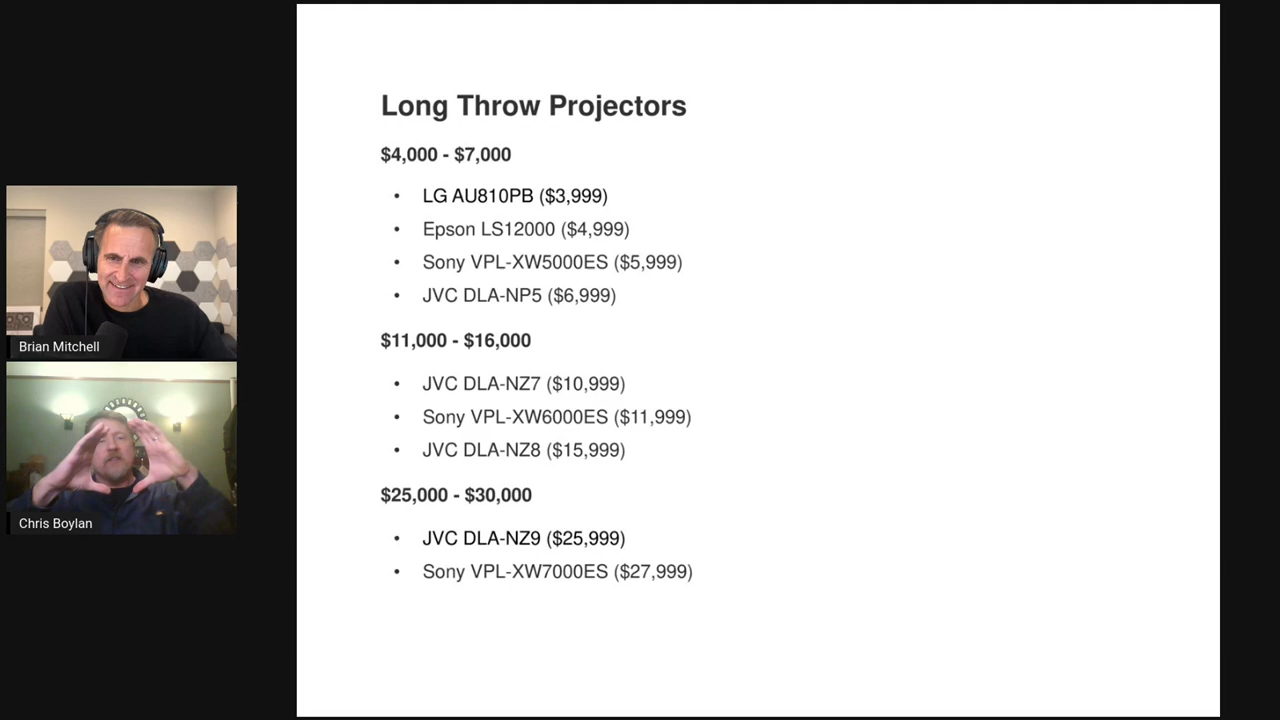 Long Throw Projectors
$4,000 - $7,000
• LG AU810PB ($3,999)
• Epson LS12000 ($4,999)
• Sony VPL-XW5000ES ($5,999)
• JVC DLA-NP5 ($6,999)
$11,000 - $16,000
• JVC DLA-NZ7 ($10,999)
• Sony VPL-XW6000ES ($11,999)
• JVC DLA-NZ8 ($15,999)
$25,000 - $30,000
• JVC DLA-NZ9 ($25,999)
• Sony VPL-XW7000ES ($27,999)
Brian Mitchell
Chris Boylan